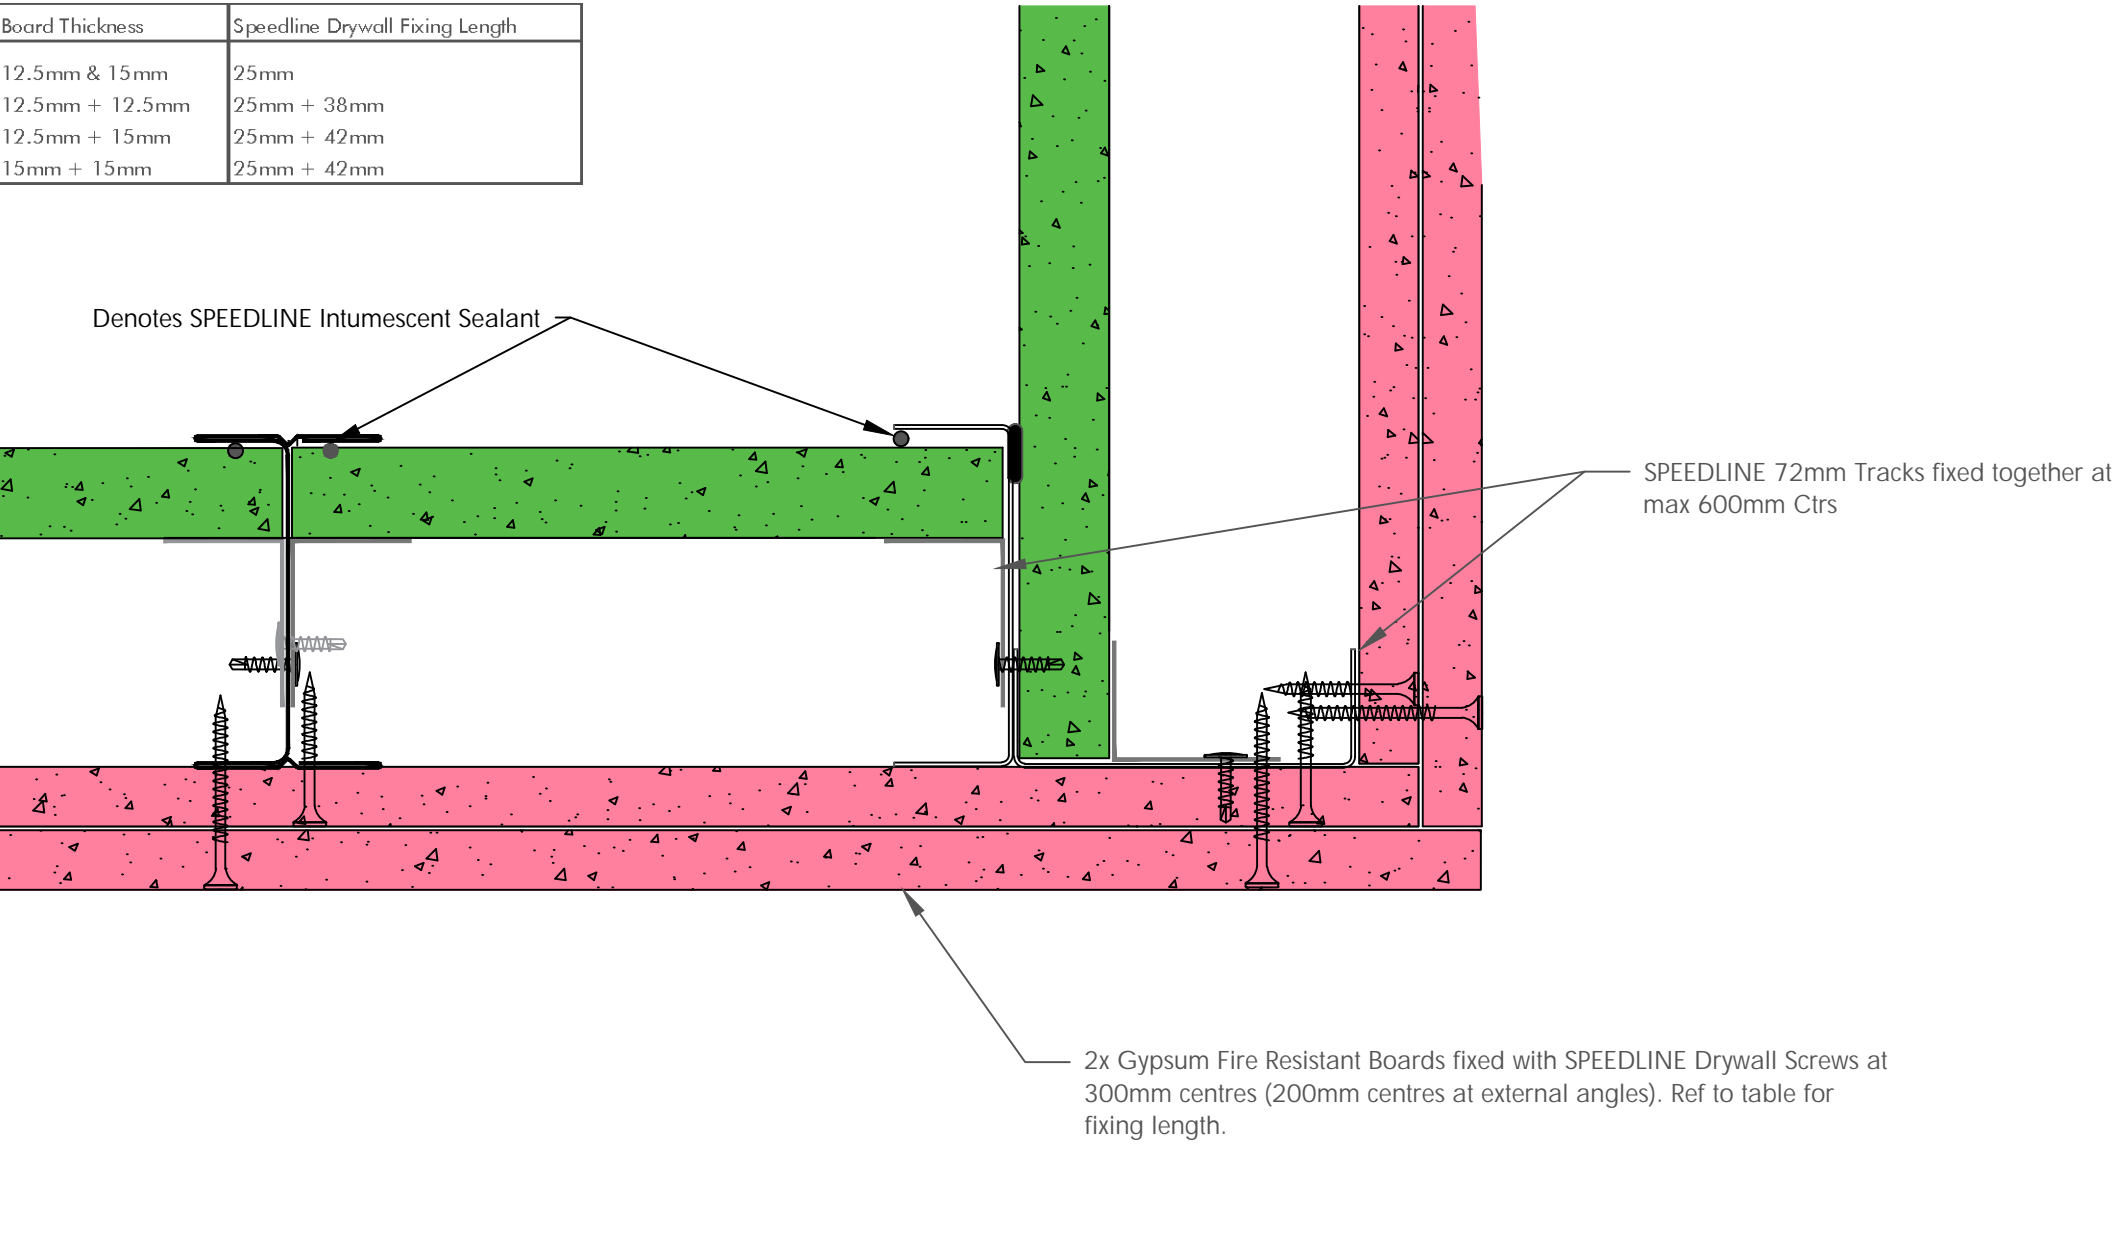 Board Thickness Speedline Drywall Fixing Length
12.5mm & 15mm 25mm
12.5mm + 12.5mm 25mm + 38mm
12.5mm + 15mm 25mm + 42mm
15mm + 15mm 25mm + 42mm
Denotes SPEEDLINE Intumescent Sealant
SPEEDLINE 72mm Tracks fixed together at
max 600mm Ctrs
2x Gypsum Fire Resistant Boards fixed with SPEEDLINE Drywall Screws at
300mm centres (200mm centres at external angles). Ref to table for
fixing length.